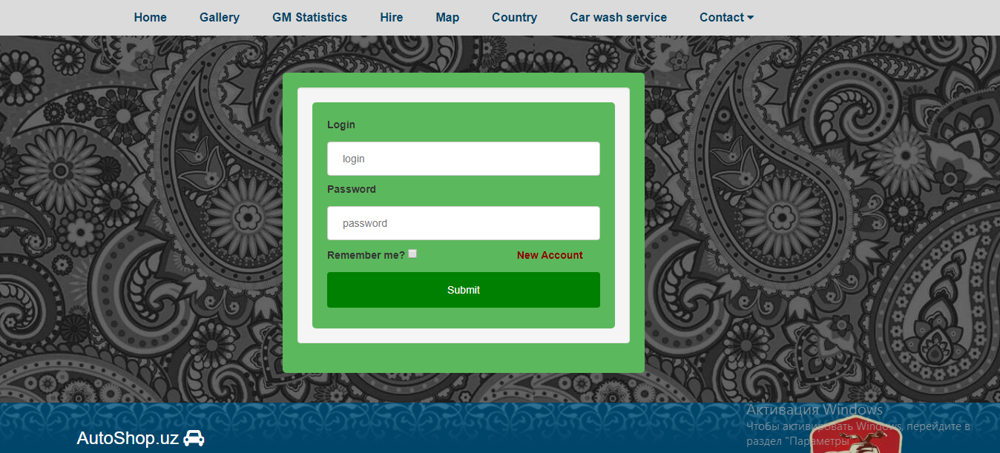 Home Gallery GM Statistics Hire Map Country Car wash service Contact
Login
login
Password
password
Remember me? New Account
Submit
AutoShop.uz
Активация Windows
Чтобы активировать Windows, перейдите в
раздел "Параметры